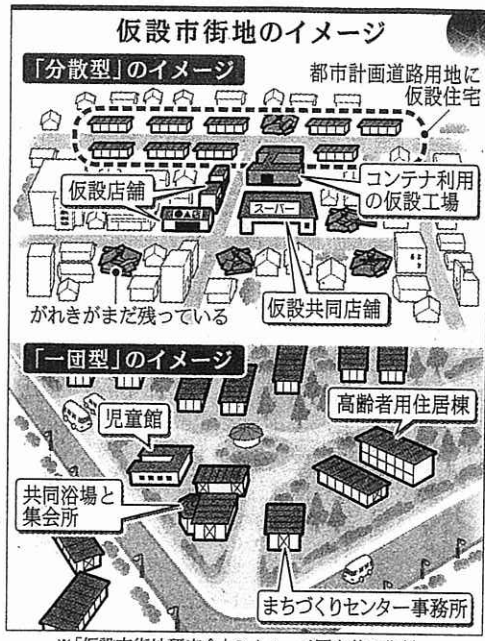 仮設市街地のイメージ
「分散型」のイメージ
都市計画道路用地に
仮設住宅
仮設店舗
コンテナ利用
の仮設工場
スーパー
仮設共同店舗
がれきがまだ残っている
「一団型」のイメージ
児童館
高齢者用住居棟
共同浴場と
集会所
まちづくりセンター事務所